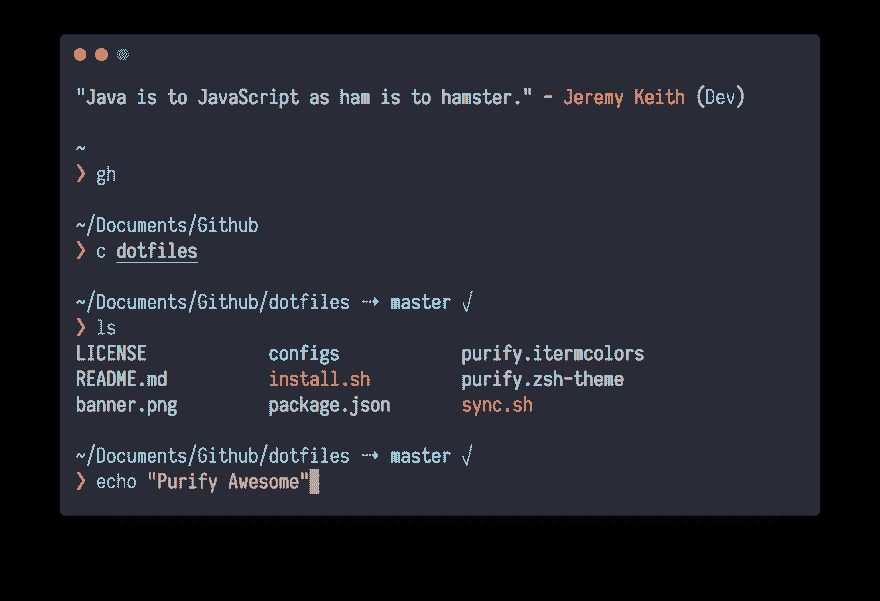 "Java is to JavaScript as ham is to hamster." - Jeremy Keith (Dev)
~
❯ gh
~/Documents/Github
❯ c dotfiles
~/Documents/Github/dotfiles ⇢ master √
❯ ls
LICENSE configs purify.itermcolors
README.md install.sh purify.zsh-theme
banner.png package.json sync.sh
~/Documents/Github/dotfiles ⇢ master √
❯ echo "Purify Awesome"